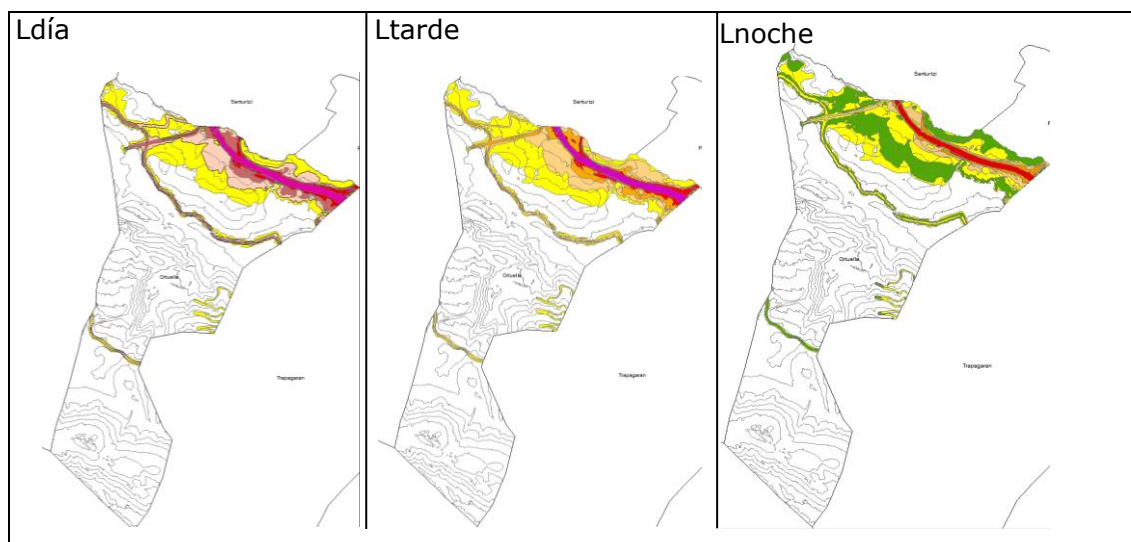 Ldía
Santurtzi
Ortuella
Trapagaran
Ltarde
Santurtzi
Ortuella
Trapagaran
Lnoche
Santurtzi
Ortuella
Trapagaran